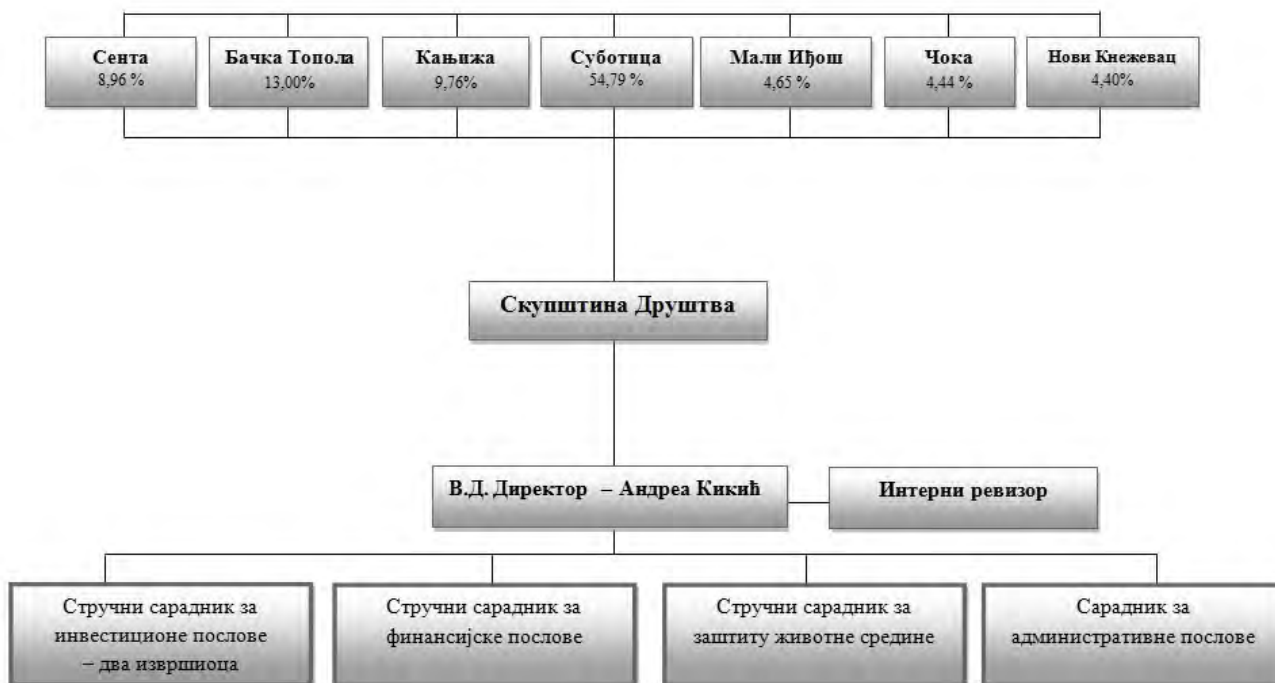 Сента
8,96 %
Бачка Топола
13,00%
Кањижа
9,76%
Суботица
54,79 %
Мали Иђош
4,65 %
Чока
4,44 %
Нови Кнежевац
4,40%
Скупштина Друштва
В.Д. Директор – Андреа Кикић
Интерни ревизор
Стручни сарадник за
инвестиционе послове
– два извршиоца
Стручни сарадник за
финансијске послове
Стручни сарадник за
заштиту животне средине
Сарадник за
административне послове